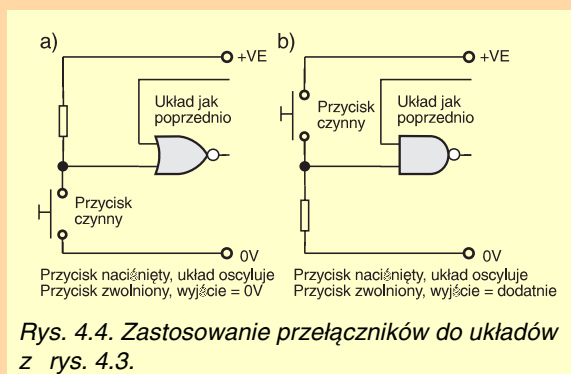 a)
+VE
Układ jak
poprzednio
Przycisk
czynny
0V
Przycisk naciśnięty, układ oscyluje
Przycisk zwolniony, wyjście = 0V
b)
+VE
Przycisk
czynny
Układ jak
poprzednio
0V
Przycisk naciśnięty, układ oscyluje
Przycisk zwolniony, wyjście = dodatnie
Rys. 4.4. Zastosowanie przełączników do układów
z rys. 4.3.